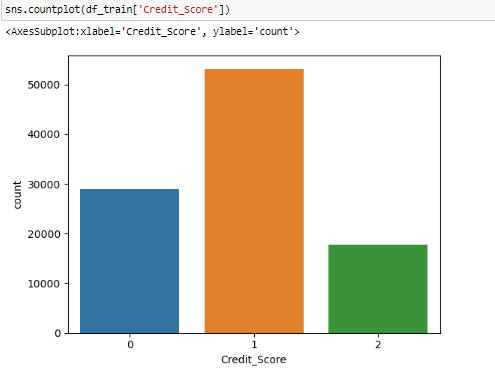 sns.countplot(df_train['Credit_Score'])
<AxesSubplot:xlabel='Credit_Score', ylabel='count'>
50000
40000
30000
20000
10000
0
count
0 1 2
Credit_Score